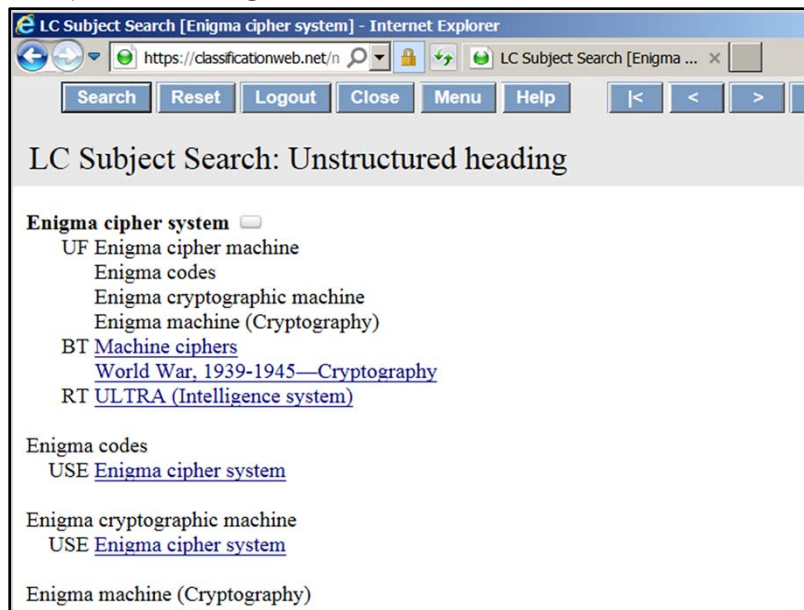 LC Subject Search [Enigma cipher system] - Internet Explorer
https://classificationweb.net/n
LC Subject Search [Enigma ... ×
Search Reset Logout Close Menu Help |< < >
LC Subject Search: Unstructured heading
Enigma cipher system
UF Enigma cipher machine
Enigma codes
Enigma cryptographic machine
Enigma machine (Cryptography)
BT Machine ciphers
World War, 1939-1945—Cryptography
RT ULTRA (Intelligence system)
Enigma codes
USE Enigma cipher system
Enigma cryptographic machine
USE Enigma cipher system
Enigma machine (Cryptography)